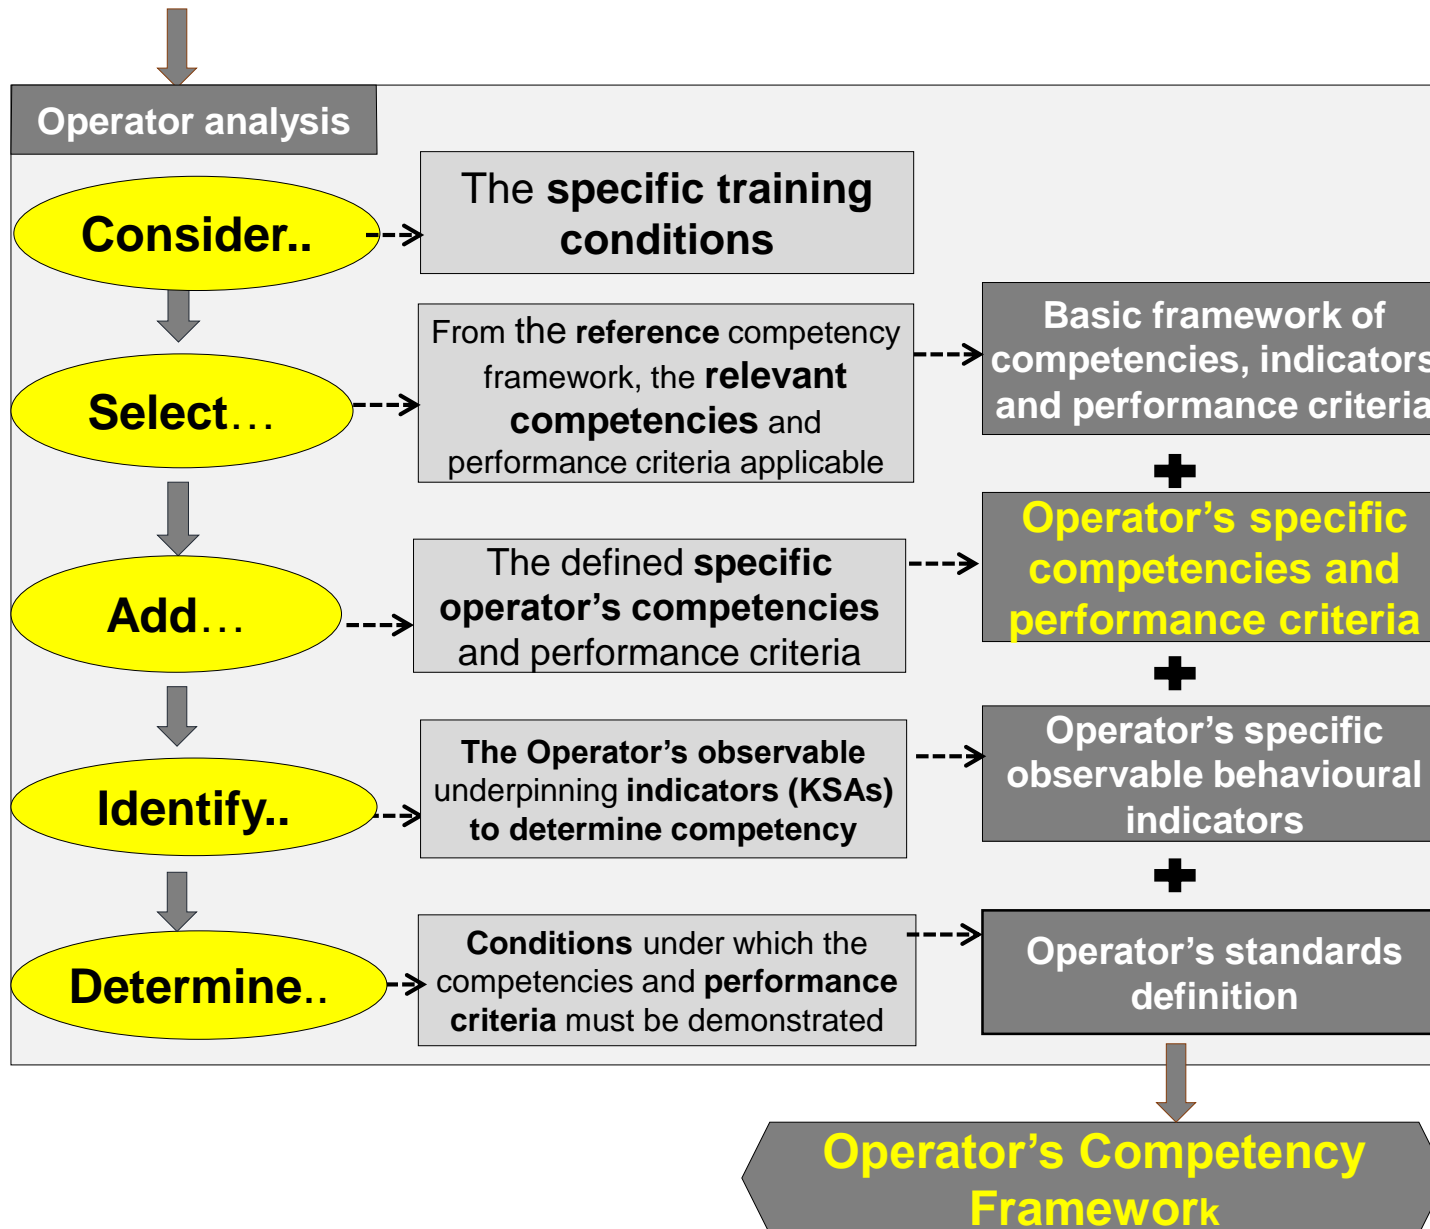 Operator analysis
Consider..
The specific training
conditions
Select…
From the reference competency
framework, the relevant
competencies and
performance criteria applicable
Basic framework of
competencies, indicators
and performance criteria
Add…
The defined specific
operator’s competencies
and performance criteria
Operator’s specific
competencies and
performance criteria
Identify..
The Operator’s observable
underpinning indicators (KSAs)
to determine competency
Operator’s specific
observable behavioural
indicators
Determine..
Conditions under which the
competencies and performance
criteria must be demonstrated
Operator’s standards
definition
Operator’s Competency
Framework